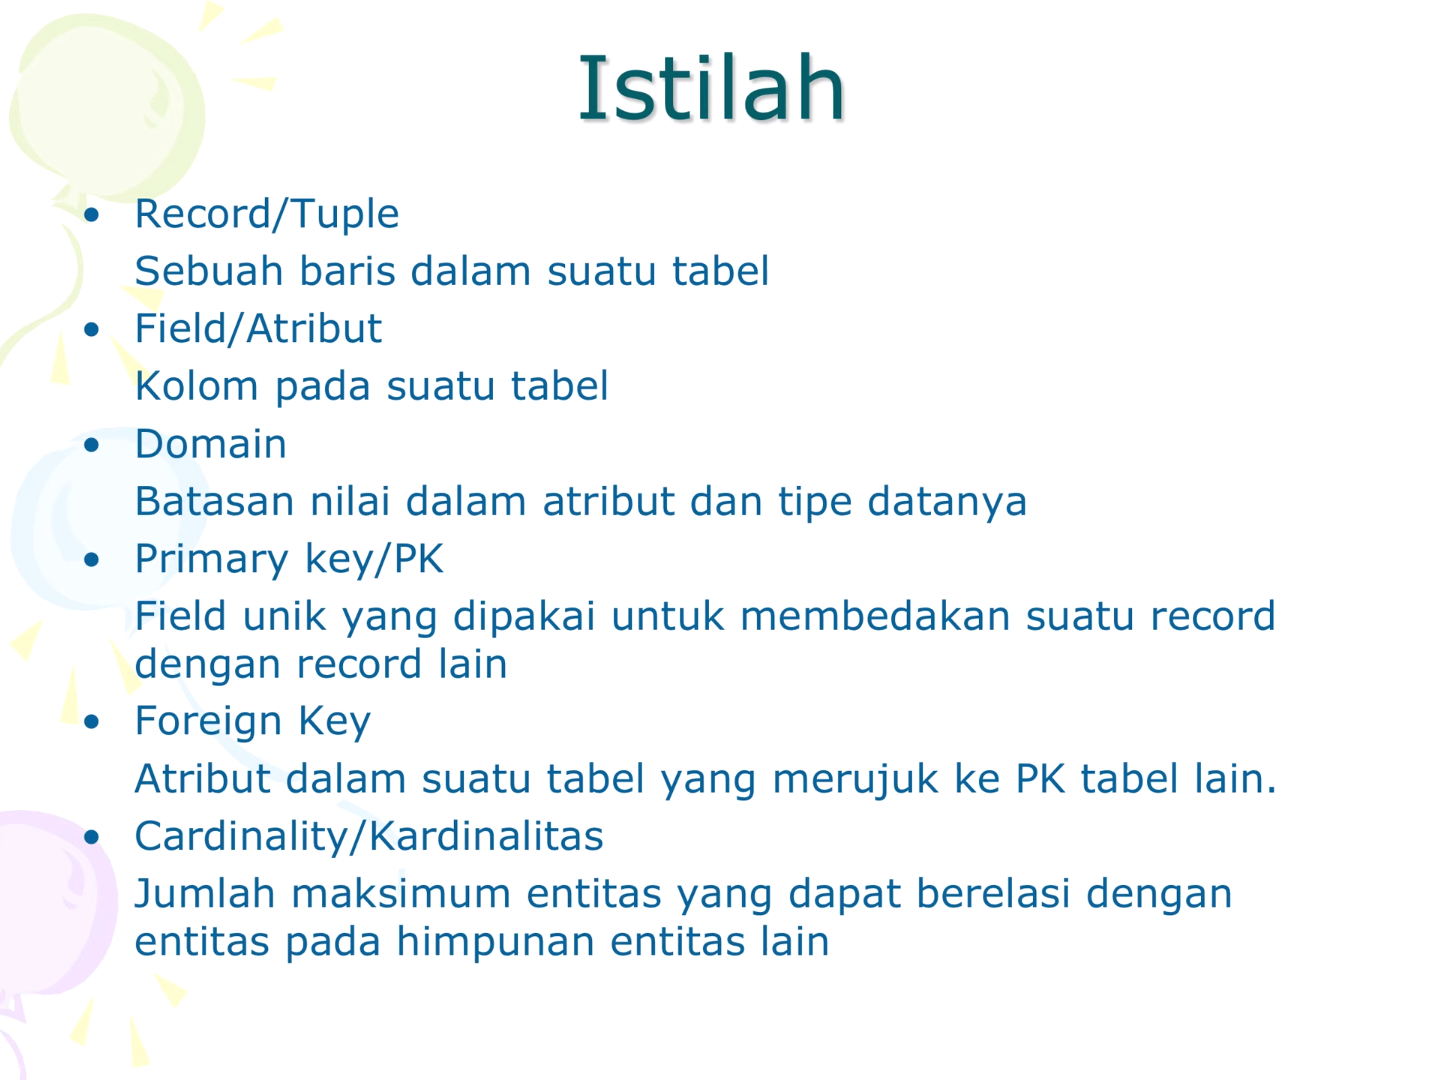 Istilah
• Record/Tuple
Sebuah baris dalam suatu tabel
• Field/Atribut
Kolom pada suatu tabel
• Domain
Batasan nilai dalam atribut dan tipe datanya
• Primary key/PK
Field unik yang dipakai untuk membedakan suatu record
dengan record lain
• Foreign Key
Atribut dalam suatu tabel yang merujuk ke PK tabel lain.
• Cardinality/Kardinalitas
Jumlah maksimum entitas yang dapat berelasi dengan
entitas pada himpunan entitas lain